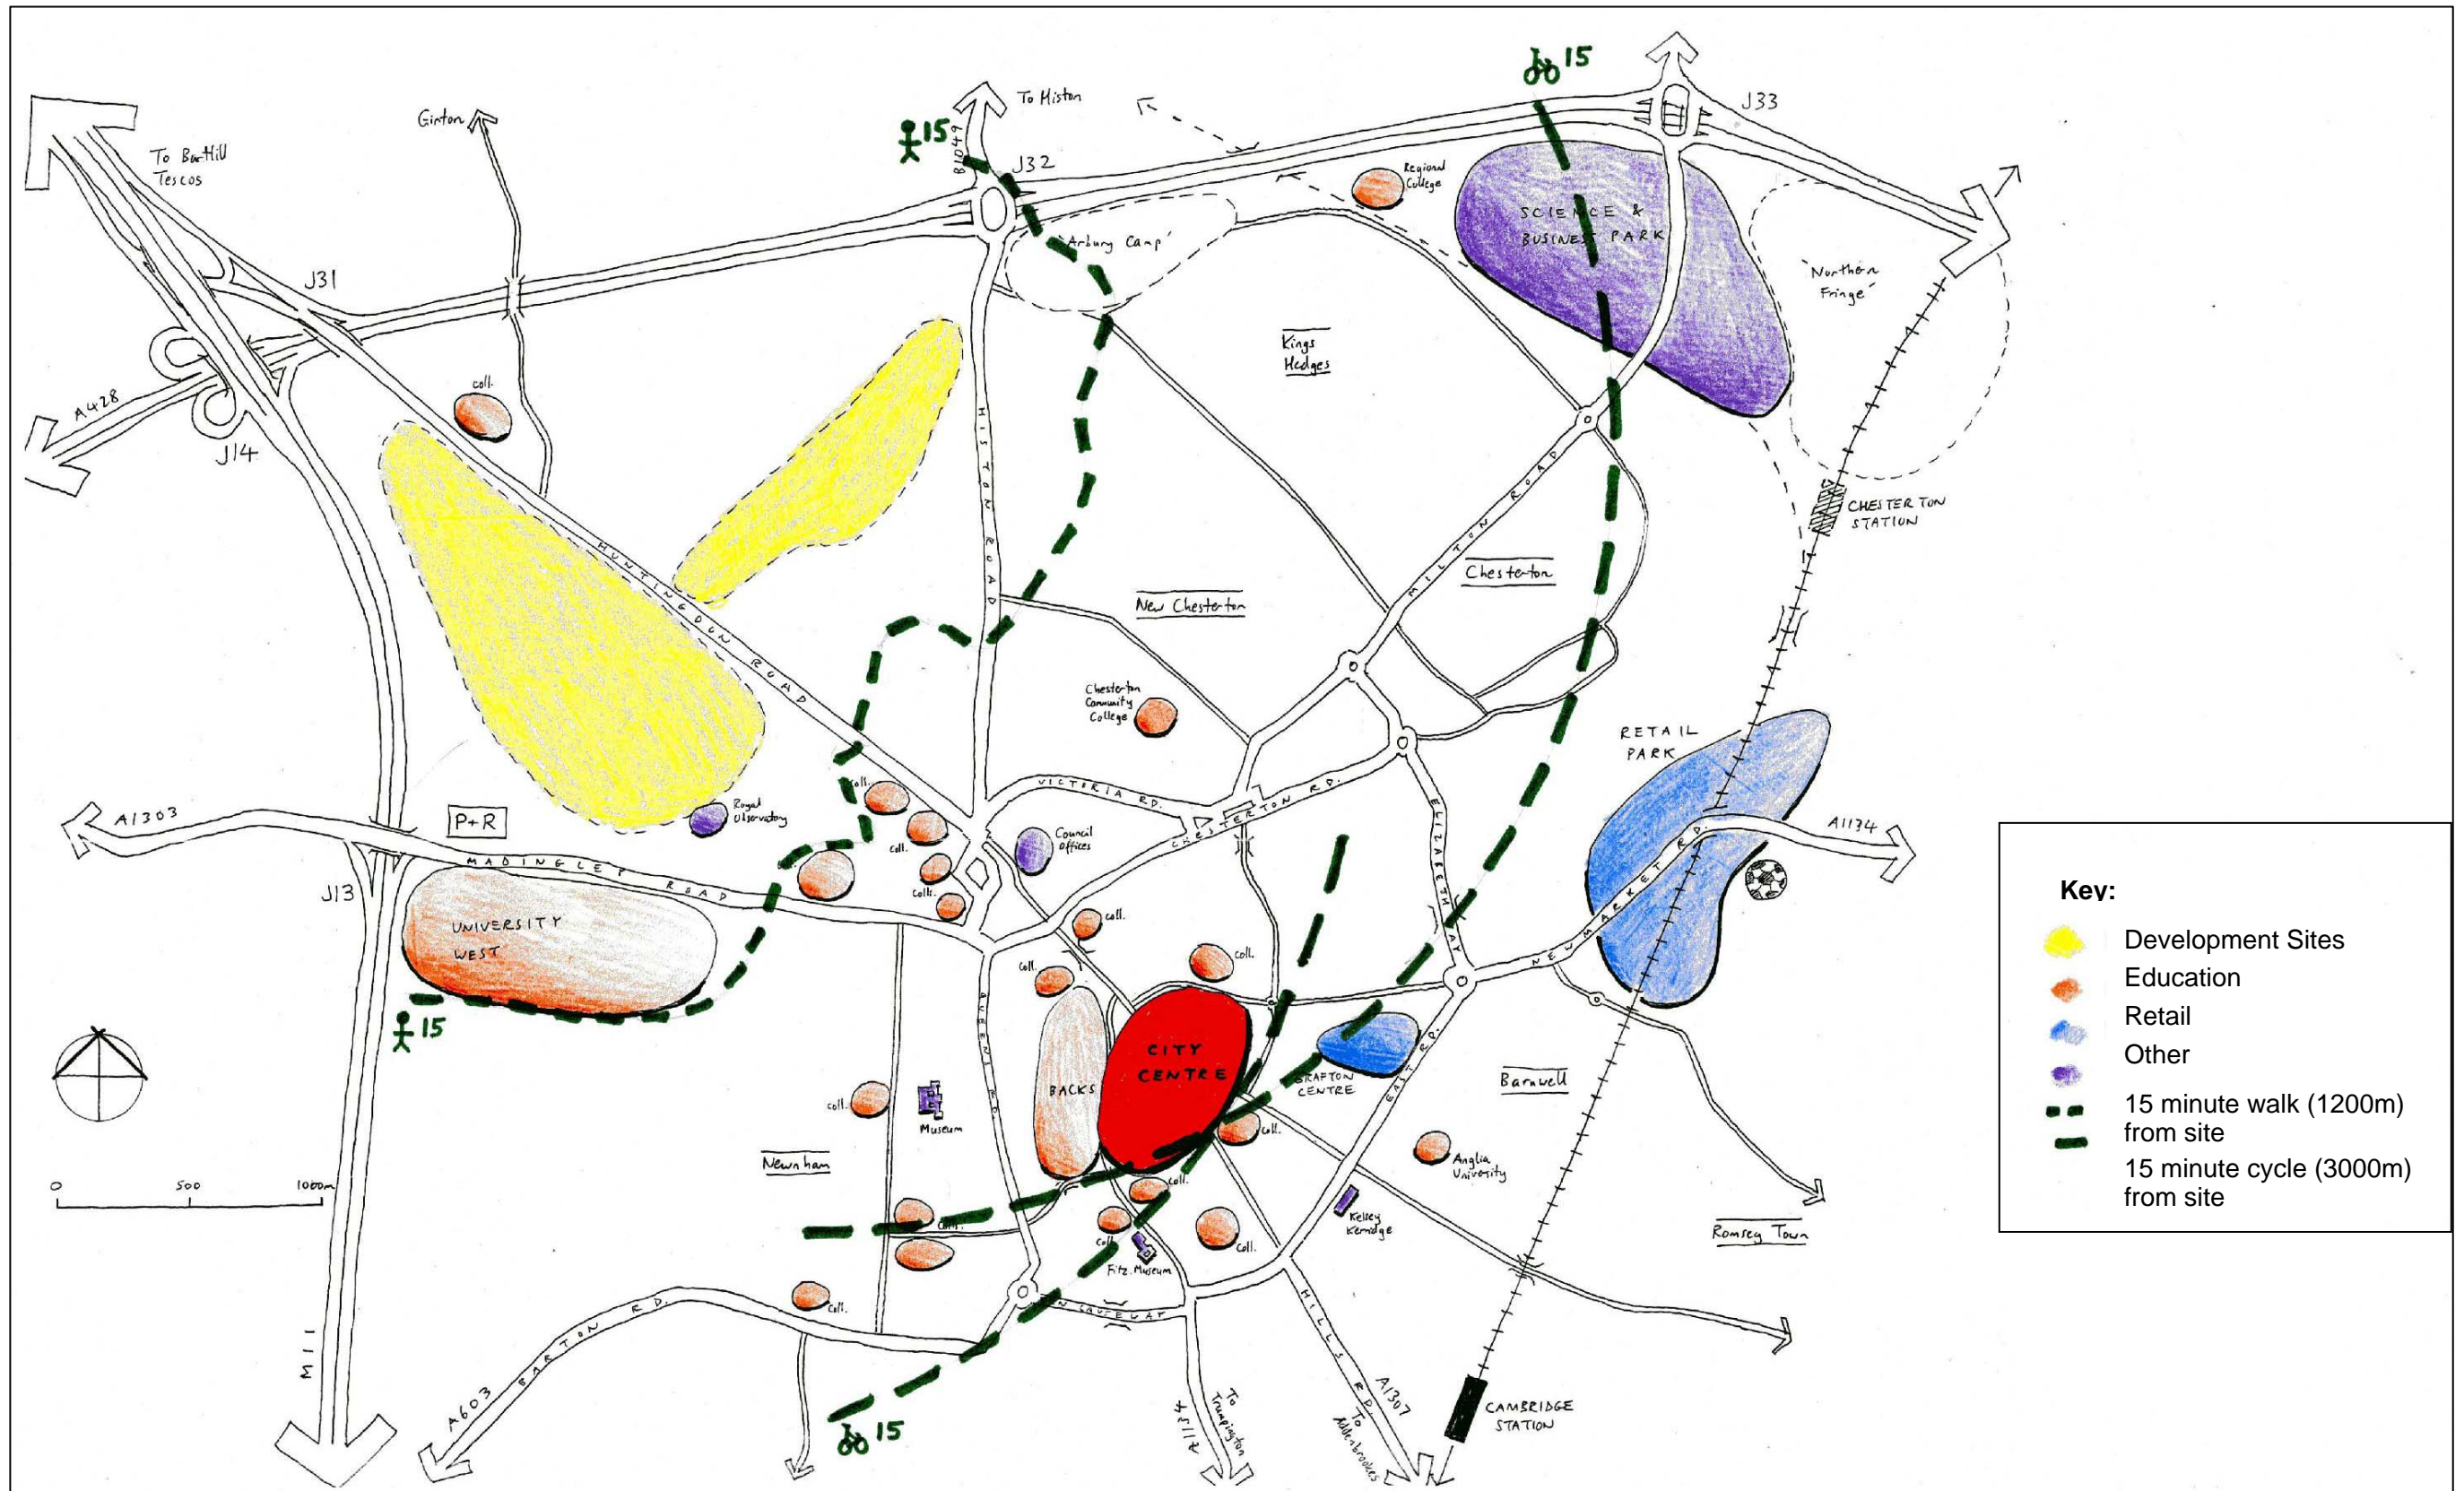 15
To Histon
B1049
15
J33
Girton
To Bar Hill
Tescos
J32
Regional
College
SCIENCE &
BUSINESS PARK
'Arbury Camp'
'Northern
Fringe'
J31
Kings
Hedges
coll.
A428
J14
HISTON ROAD
MILTON ROAD
CHESTERTON
STATION
HUNTINGDON ROAD
Chesterton
New Chesterton
Chesterton
Community
College
RETAIL
PARK
A1303
P+R
Royal
Observatory
coll.
VICTORIA RD.
CHESTERTON RD.
ELIZABETH WAY
A1134
Council
Offices
coll.
coll.
coll.
MADINGLEY ROAD
J13
UNIVERSITY
WEST
coll.
coll.
coll.
NEWMARKET RD.
QUEENS RD
15
CITY
CENTRE
BACKS
GRAFTON
CENTRE
EAST RD.
Barnwell
coll.
Museum
coll.
Anglia
University
Newnham
0 500 1000m
coll.
Kelsey
Kerridge
Romsey Town
coll.
coll.
coll.
Fitz. Museum
coll.
BARTON RD.
HILLS RD.
M11
A603
15
A1134
To
Trumpington
A1307
To
Addenbrookes
CAMBRIDGE
STATION
Key:
Development Sites
Education
Retail
Other
15 minute walk (1200m)
from site
15 minute cycle (3000m)
from site